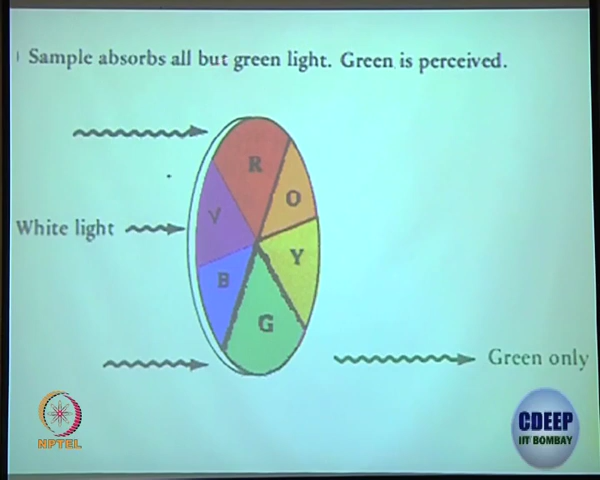 Sample absorbs all but green light. Green is perceived.
R
O
V
White light
Y
B
G
Green only
NPTEL
CDEEP
IIT BOMBAY